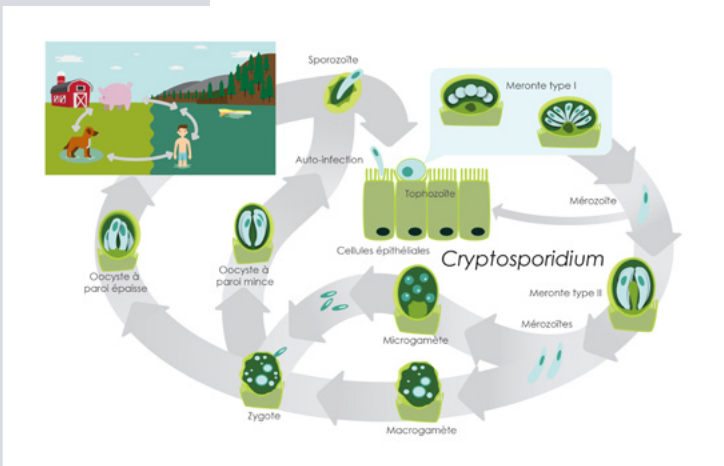 Sporozoïte
Meronte type I
Auto-infection
Tophozoïte
Mérozoïte
Cellules épithéliales
Cryptosporidium
Oocyste à
paroi épaisse
Oocyste à
paroi mince
Meronte type II
Mérozoïtes
Microgamète
Zygote
Macrogamète